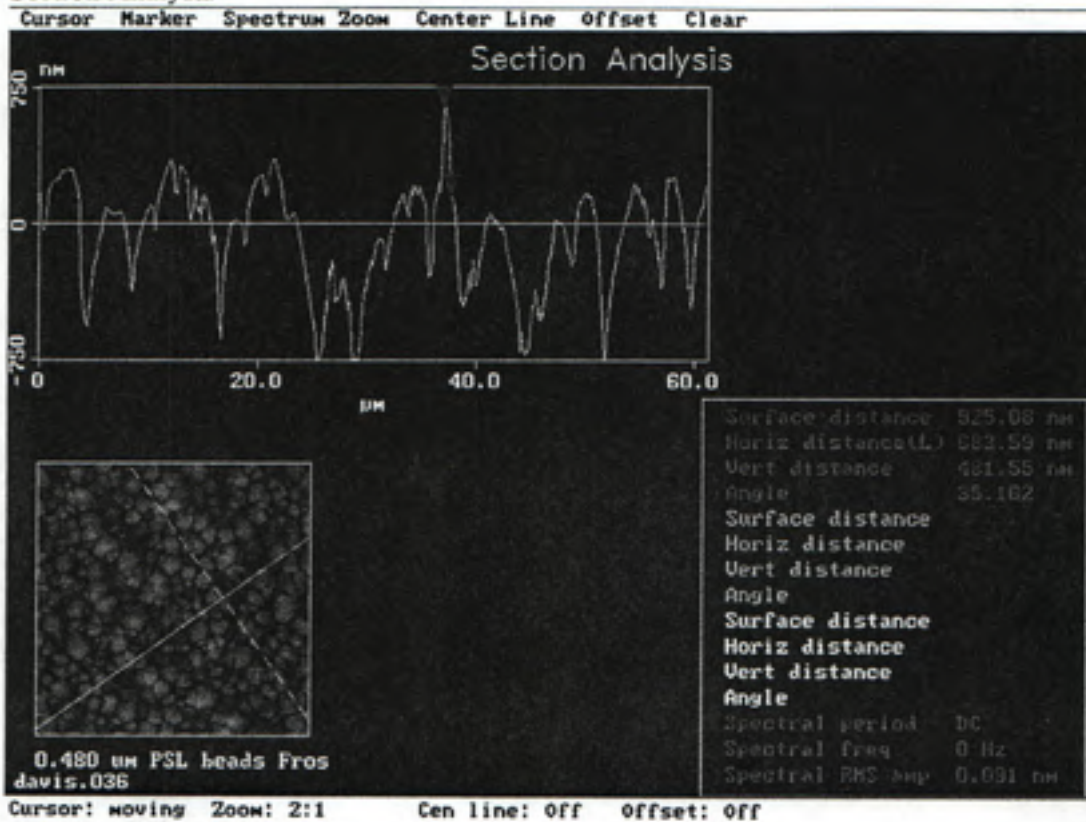 Cursor Marker Spectrum Zoom Center Line Offset Clear
Section Analysis
nm
750
0
-750
0 20.0 40.0 60.0
µm
Surface distance 525.08 nm
Horiz distance(L) 683.59 nm
Vert distance 481.55 nm
Angle 35.162
Surface distance
Horiz distance
Vert distance
Angle
Surface distance
Horiz distance
Vert distance
Angle
Spectral period DC
Spectral freq 0 Hz
Spectral RMS amp 0.091 nm
0.480 um PSL beads Fros
davis.036
Cursor: moving Zoom: 2:1 Cen line: Off Offset: Off